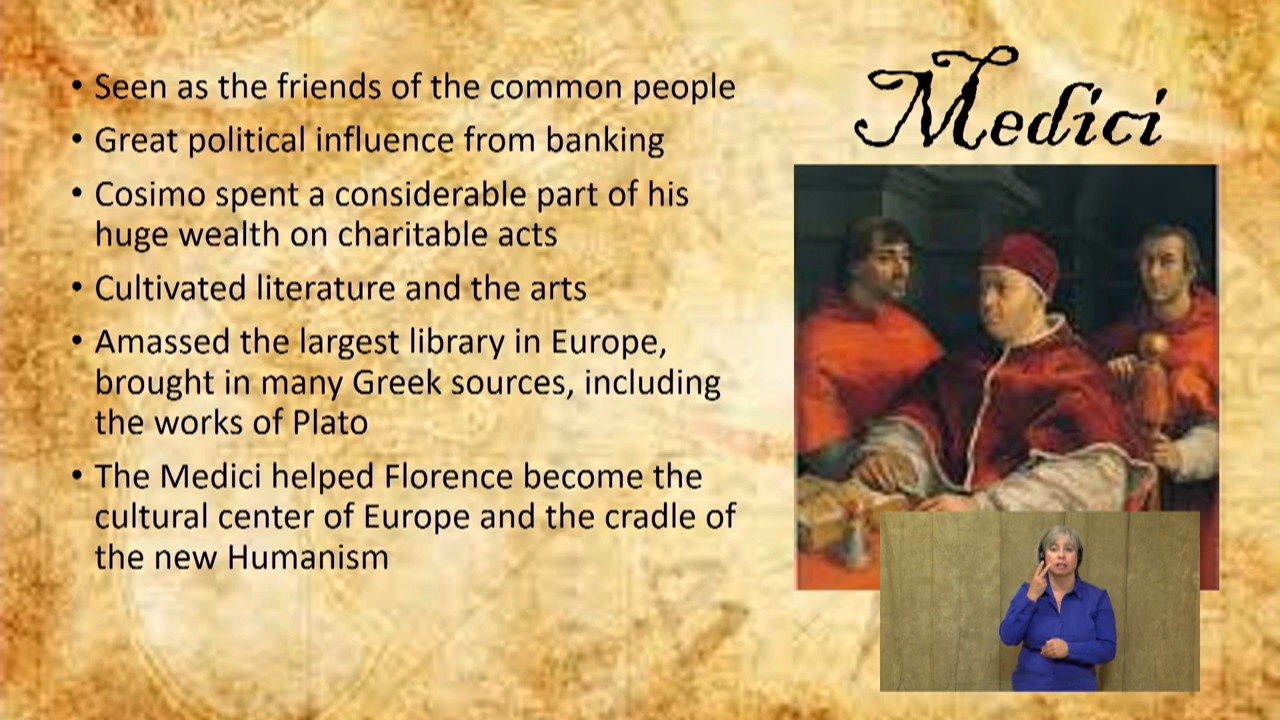 Medici
• Seen as the friends of the common people
• Great political influence from banking
• Cosimo spent a considerable part of his
huge wealth on charitable acts
• Cultivated literature and the arts
• Amassed the largest library in Europe,
brought in many Greek sources, including
the works of Plato
• The Medici helped Florence become the
cultural center of Europe and the cradle of
the new Humanism